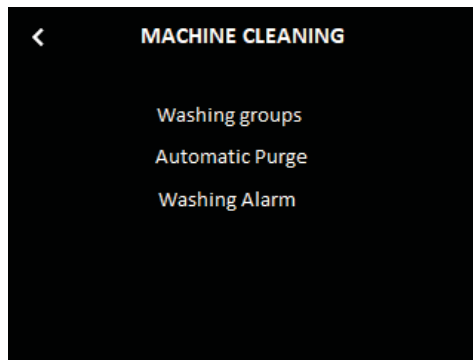 MACHINE CLEANING
Washing groups
Automatic Purge
Washing Alarm